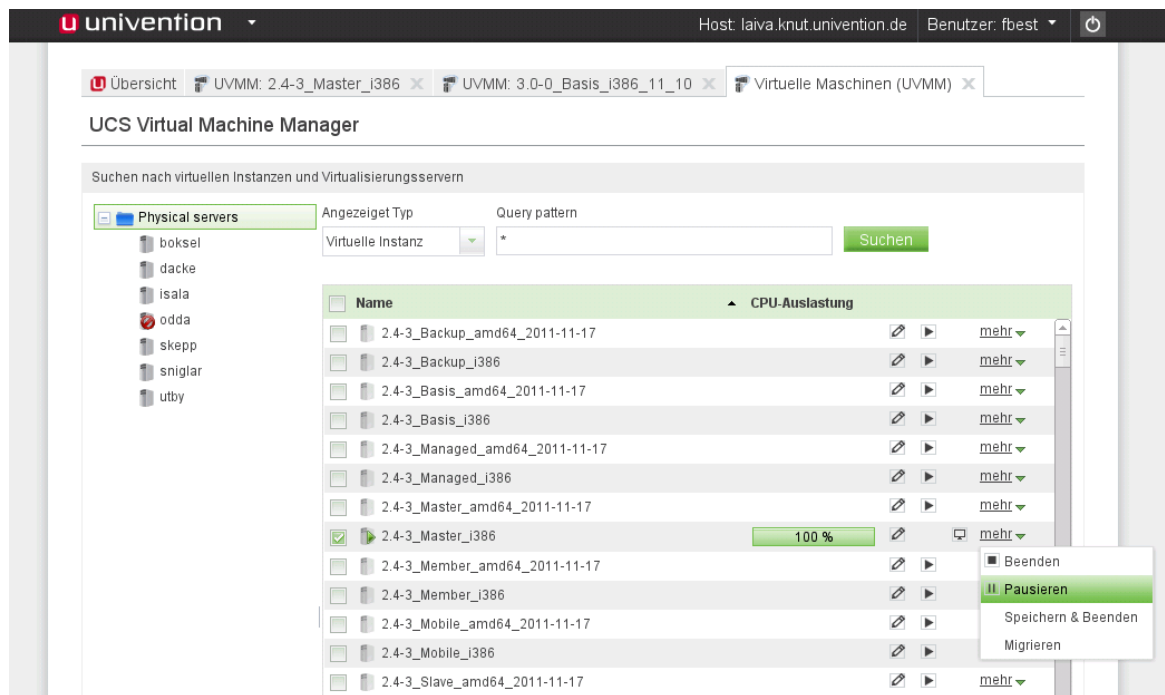 univention Host: laiva.knut.univention.de Benutzer: fbest
Übersicht UVMM: 2.4-3_Master_i386 UVMM: 3.0-0_Basis_i386_11_10 Virtuelle Maschinen (UVMM)
UCS Virtual Machine Manager
Suchen nach virtuellen Instanzen und Virtualisierungsservern
Physical servers
boksel
dacke
isala
odda
skepp
sniglar
utby
Angezeiget Typ Query pattern
Virtuelle Instanz * Suchen
Name CPU-Auslastung
2.4-3_Backup_amd64_2011-11-17 mehr
2.4-3_Backup_i386 mehr
2.4-3_Basis_amd64_2011-11-17 mehr
2.4-3_Basis_i386 mehr
2.4-3_Managed_amd64_2011-11-17 mehr
2.4-3_Managed_i386 mehr
2.4-3_Master_amd64_2011-11-17 mehr
2.4-3_Master_i386 100 % mehr
2.4-3_Member_amd64_2011-11-17
2.4-3_Member_i386
2.4-3_Mobile_amd64_2011-11-17
2.4-3_Mobile_i386
2.4-3_Slave_amd64_2011-11-17 mehr
Beenden
Pausieren
Speichern & Beenden
Migrieren